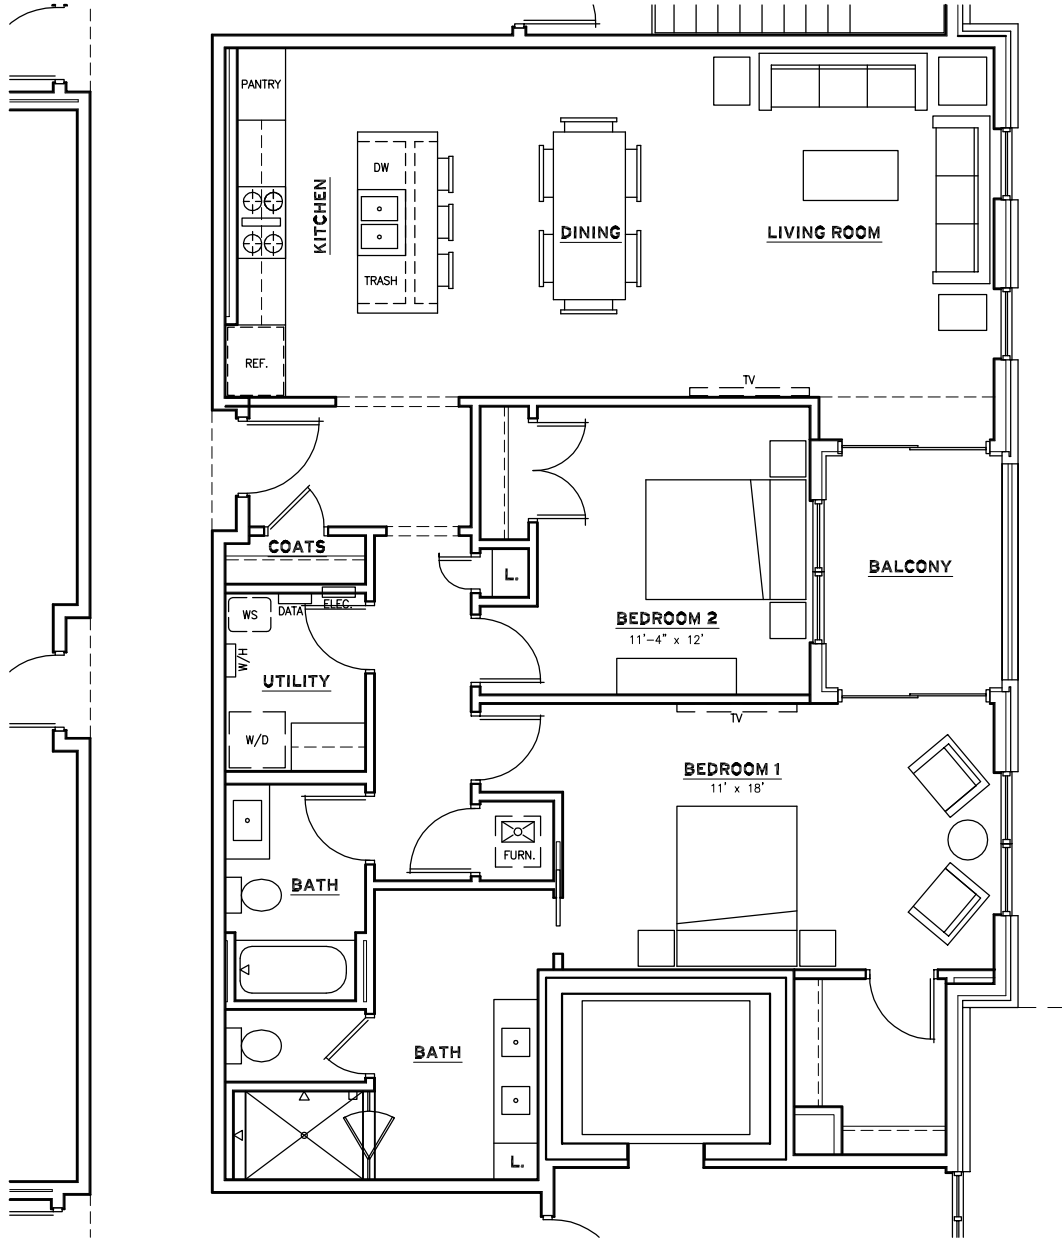 PANTRY
KITCHEN
DW
TRASH
DINING
LIVING ROOM
REF.
TV
COATS
L.
BALCONY
WS
DATA
ELEC.
W/H
BEDROOM 2
11'-4" x 12'
UTILITY
W/D
TV
BEDROOM 1
11' x 18'
FURN.
BATH
BATH
L.